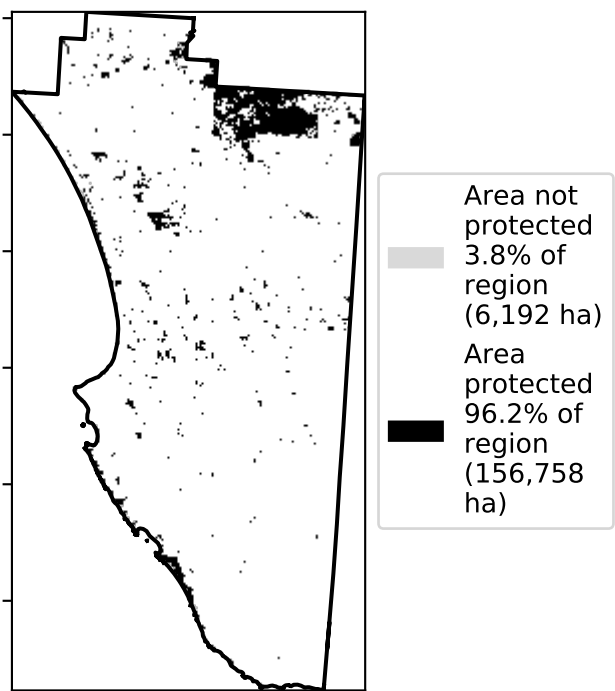 Area not
protected
3.8% of
region
(6,192 ha)
Area
protected
96.2% of
region
(156,758
ha)